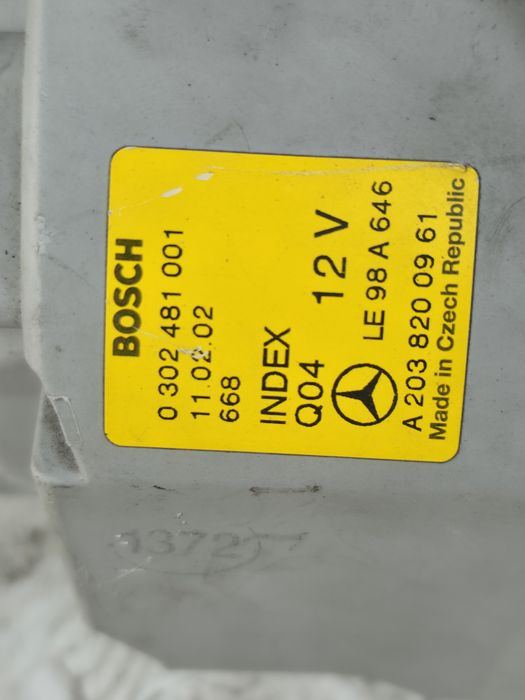 BOSCH
0 302 481 001
11.02.02
668
INDEX
Q04 12 V
LE 98 A 646
A 203 820 09 61
Made in Czech Republic